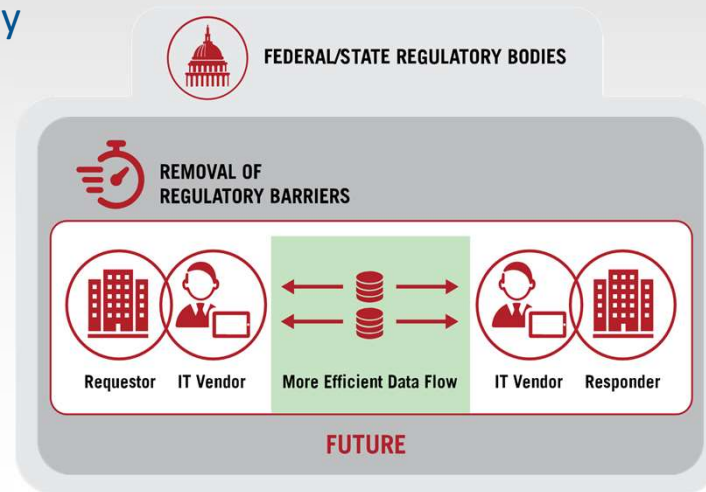 y
FEDERAL/STATE REGULATORY BODIES
REMOVAL OF
REGULATORY BARRIERS
Requestor IT Vendor More Efficient Data Flow IT Vendor Responder
FUTURE